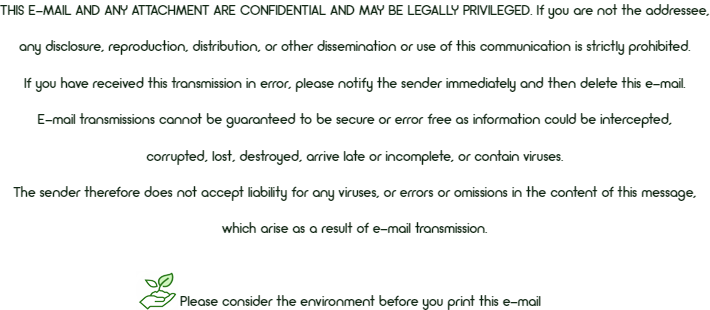 THIS E-MAIL AND ANY ATTACHMENT ARE CONFIDENTIAL AND MAY BE LEGALLY PRIVILEGED. If you are not the addressee,
any disclosure, reproduction, distribution, or other dissemination or use of this communication is strictly prohibited.
If you have received this transmission in error, please notify the sender immediately and then delete this e-mail.
E-mail transmissions cannot be guaranteed to be secure or error free as information could be intercepted,
corrupted, lost, destroyed, arrive late or incomplete, or contain viruses.
The sender therefore does not accept liability for any viruses, or errors or omissions in the content of this message,
which arise as a result of e-mail transmission.
Please consider the environment before you print this e-mail